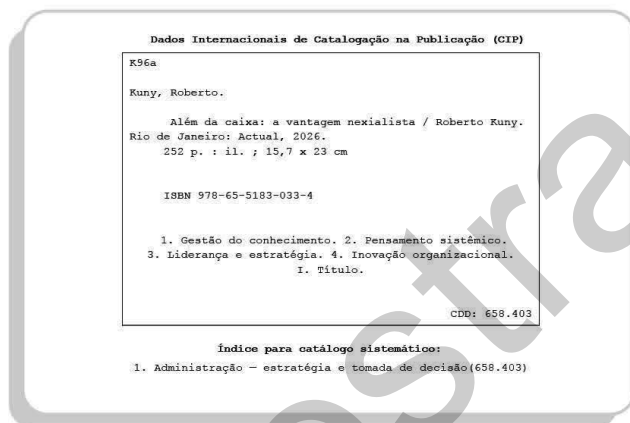 Dados Internacionais de Catalogação na Publicação (CIP)
K96a
Kuny, Roberto.
Além da caixa: a vantagem nexialista / Roberto Kuny.
Rio de Janeiro: Actual, 2026.
252 p. : il. ; 15,7 x 23 cm
ISBN 978-65-5183-033-4
1. Gestão do conhecimento. 2. Pensamento sistêmico.
3. Liderança e estratégia. 4. Inovação organizacional.
I. Título.
CDD: 658.403
Índice para catálogo sistemático:
1. Administração — estratégia e tomada de decisão(658.403)
ostra